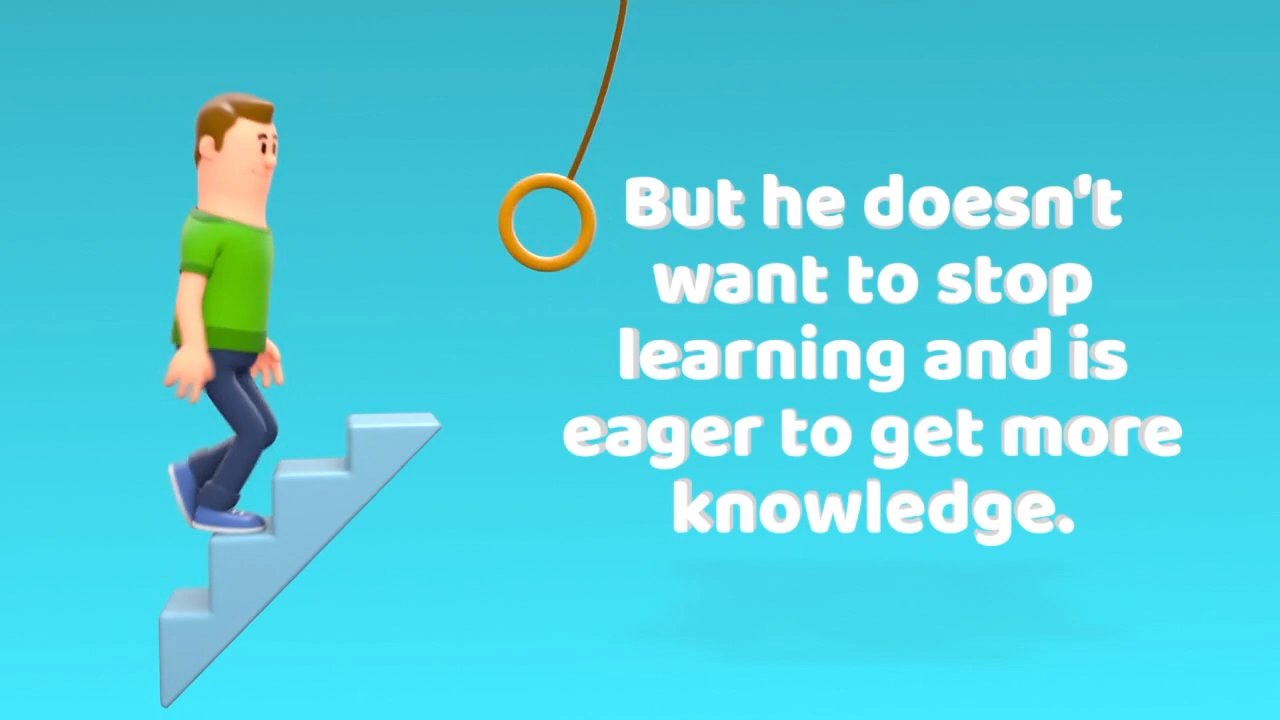 But he doesn't
want to stop
learning and is
eager to get more
knowledge.